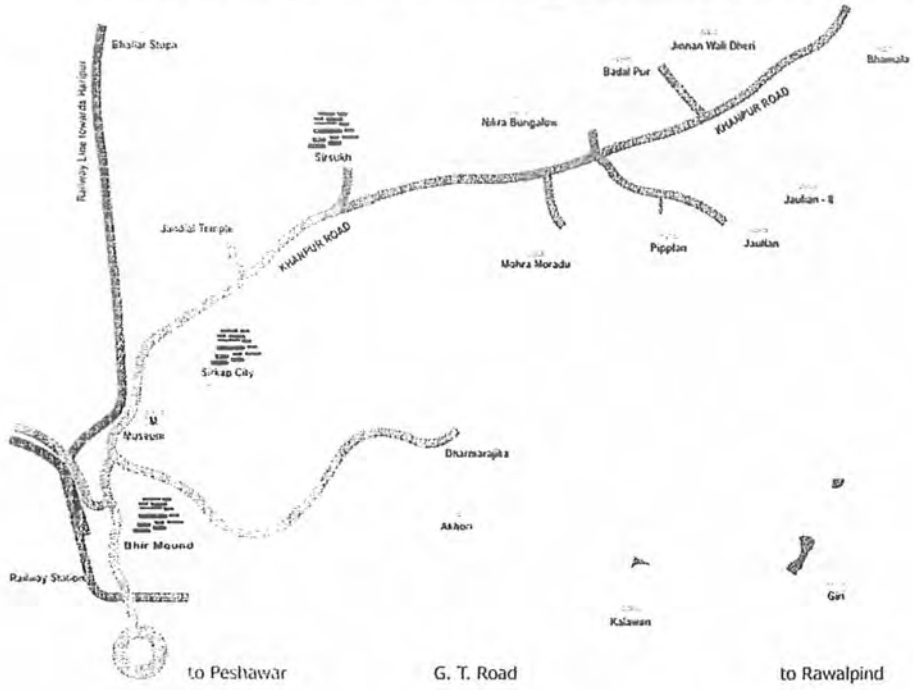 Bhallar Stupa
Railway Line towards Haripur
Jinnan Wali Dheri
Badal Pur
Bhamala
KHANPUR ROAD
Nikra Bungalow
Sirsukh
Jandial Temple
KHANPUR ROAD
Mohra Moradu
Pipplan
Jaulian
Jaulian - II
Sirkap City
M
Museum
Dharmarajika
Akhori
Bhir Mound
Railway Station
Kalawan
Giri
to Peshawar
G. T. Road
to Rawalpind